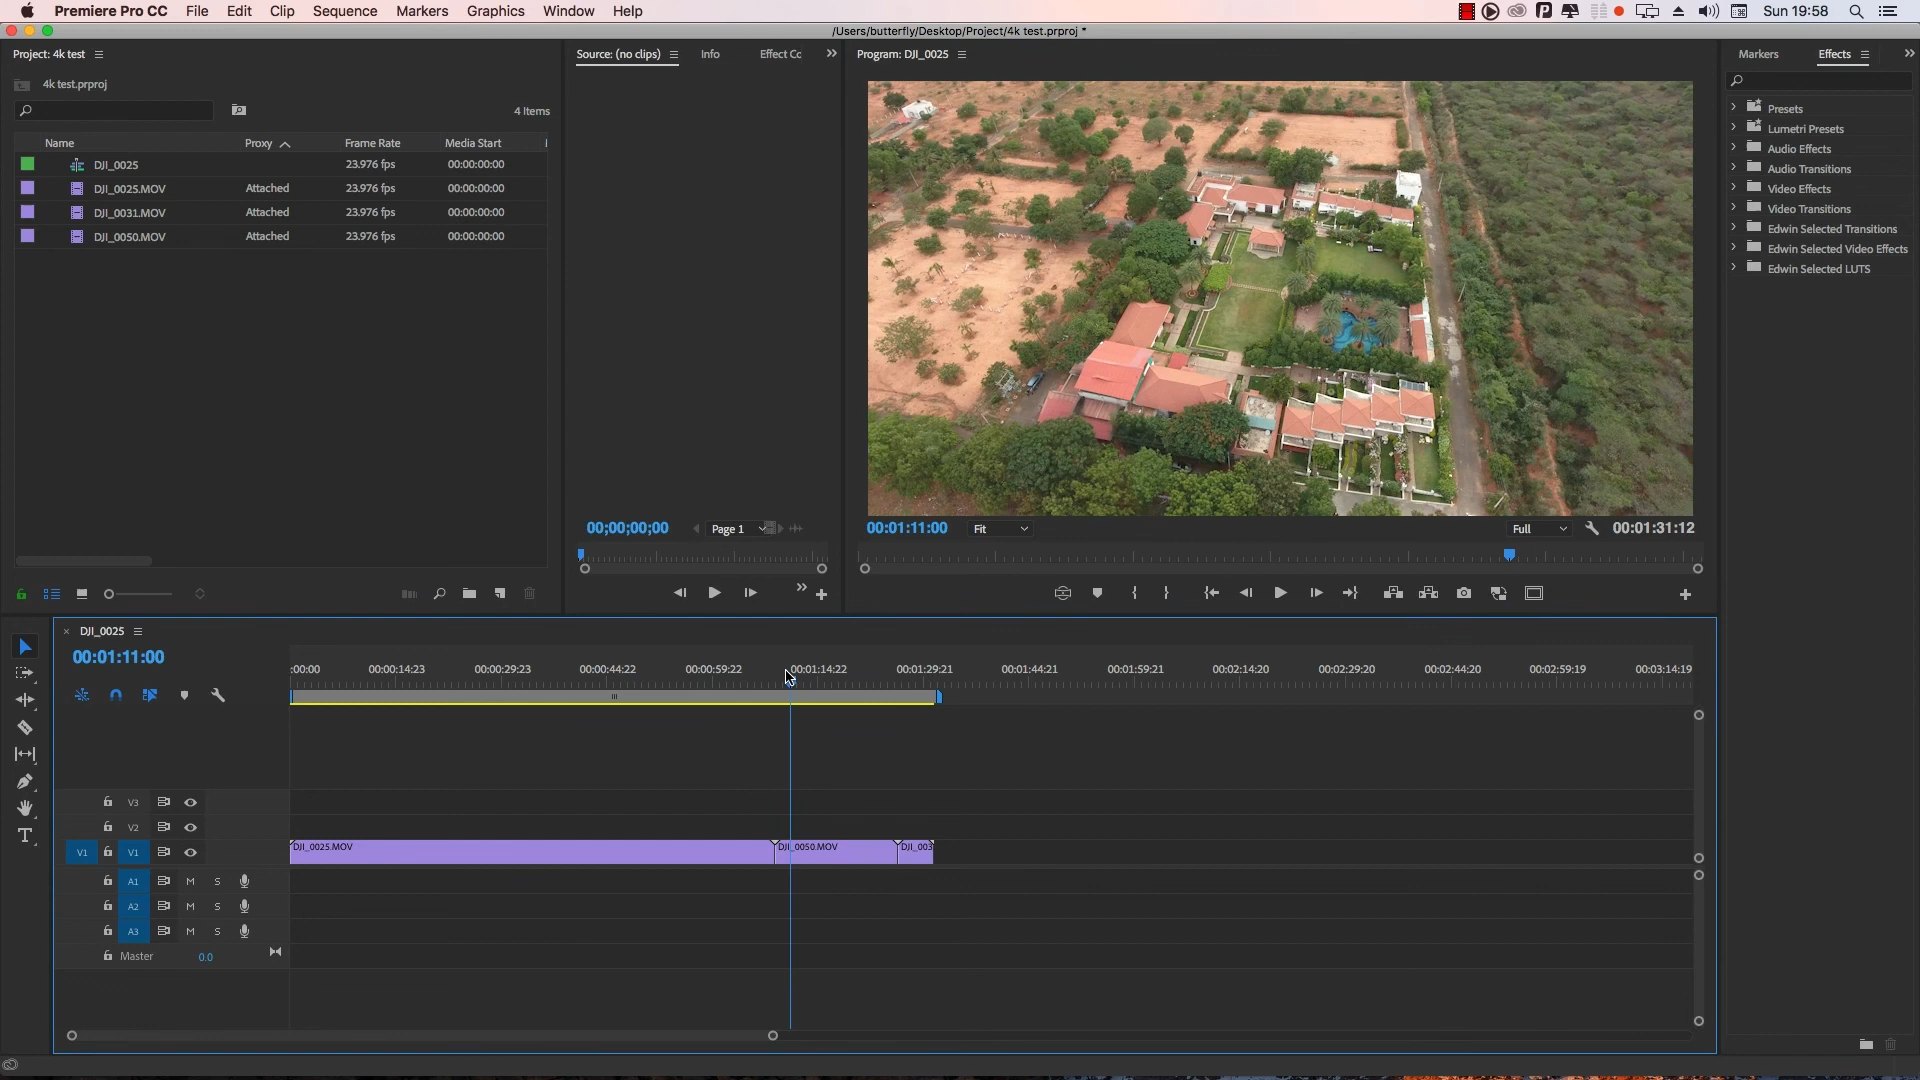 Premiere Pro CC File Edit Clip Sequence Markers Graphics Window Help Sun 19:58
/Users/butterfly/Desktop/Project/4k test.prproj *
Project: 4k test
4k test.prproj
4 Items
Name Proxy Frame Rate Media Start
DJI_0025 23.976 fps 00:00:00:00
DJI_0025.MOV Attached 23.976 fps 00:00:00:00
DJI_0031.MOV Attached 23.976 fps 00:00:00:00
DJI_0050.MOV Attached 23.976 fps 00:00:00:00
Source: (no clips) Info Effect Cc
00;00;00;00 Page 1
Program: DJI_0025
00:01:11:00 Fit Full 00:01:31:12
Markers Effects
Presets
Lumetri Presets
Audio Effects
Audio Transitions
Video Effects
Video Transitions
Edwin Selected Transitions
Edwin Selected Video Effects
Edwin Selected LUTS
DJI_0025
00:01:11:00
:00:00 00:00:14:23 00:00:29:23 00:00:44:22 00:00:59:22 00:01:14:22 00:01:29:21 00:01:44:21 00:01:59:21 00:02:14:20 00:02:29:20 00:02:44:20 00:02:59:19 00:03:14:19
V3
V2
V1 V1 DJI_0025.MOV DJI_0050.MOV DJI_003
A1 M S
A2 M S
A3 M S
Master 0.0